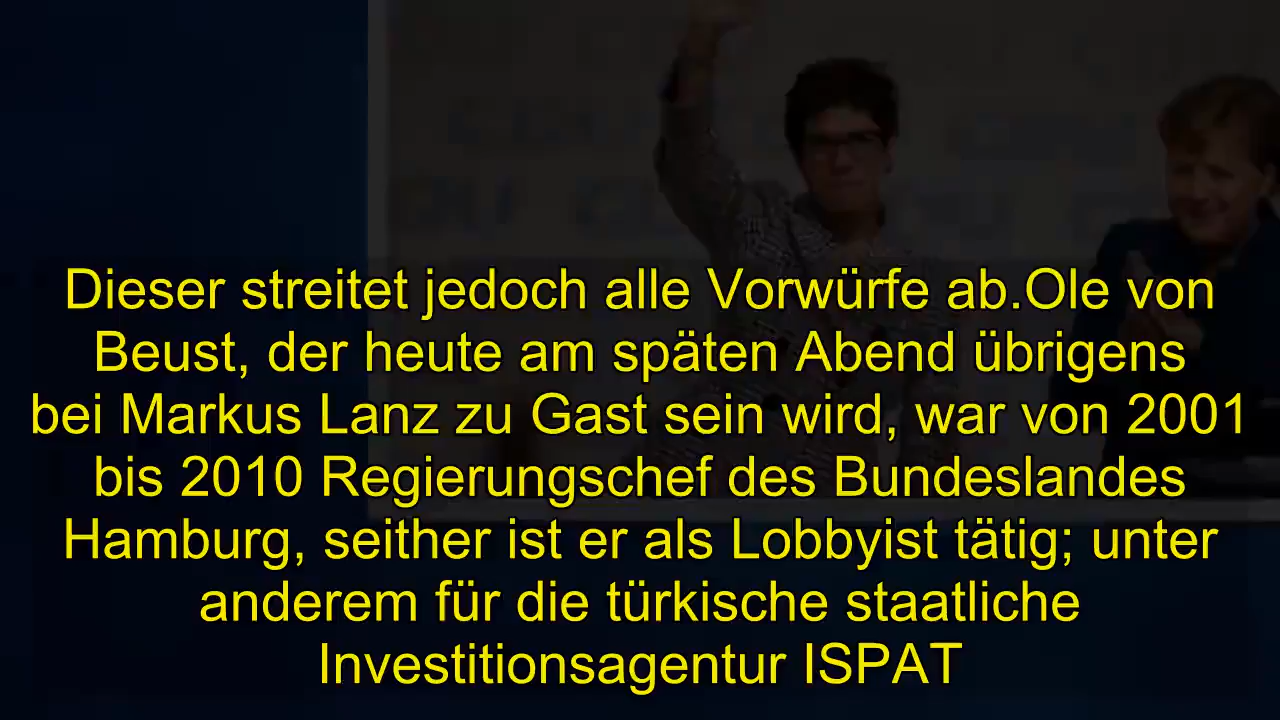 Dieser streitet jedoch alle Vorwürfe ab.Ole von
Beust, der heute am späten Abend übrigens
bei Markus Lanz zu Gast sein wird, war von 2001
bis 2010 Regierungschef des Bundeslandes
Hamburg, seither ist er als Lobbyist tätig; unter
anderem für die türkische staatliche
Investitionsagentur ISPAT